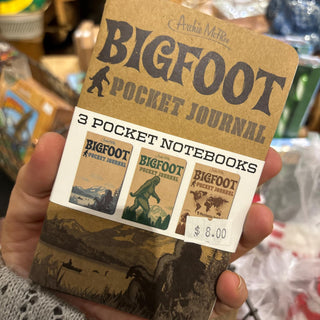 Archie McPhee
BIGFOOT
POCKET JOURNAL
3 POCKET NOTEBOOKS
BIGFOOT
POCKET JOURNAL
BIGFOOT
POCKET JOURNAL
BIGFOOT
POCKET JOURNAL
$ 8.00